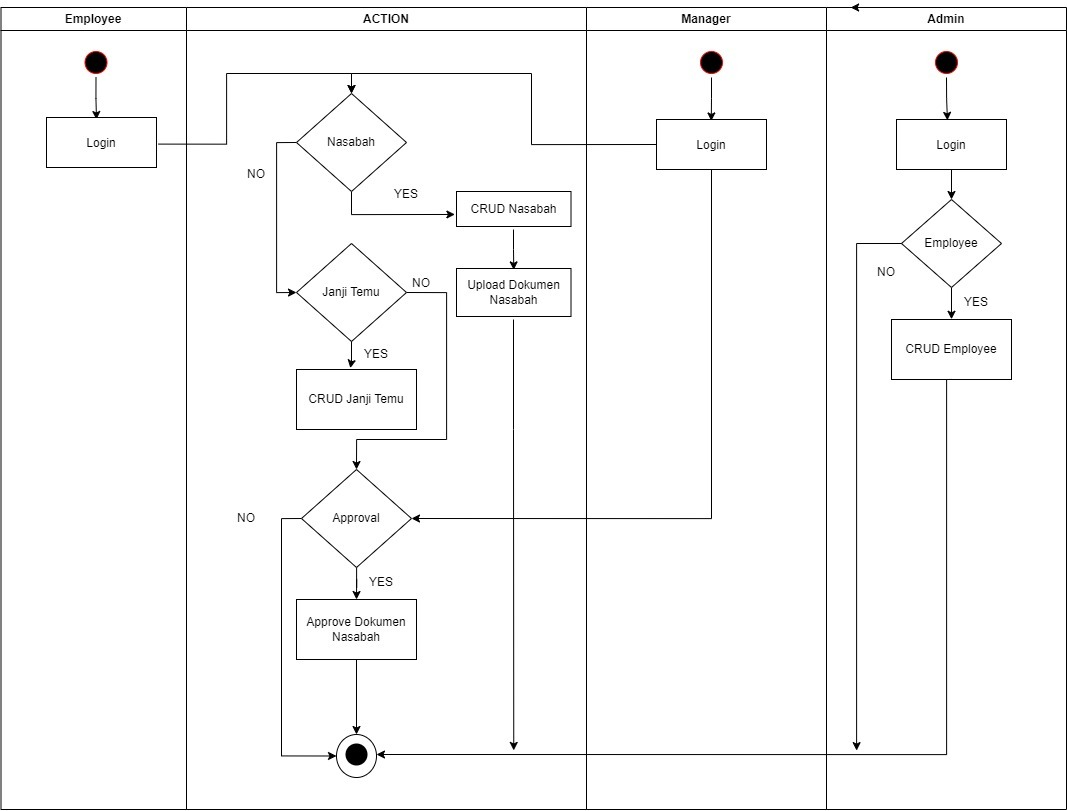 Employee
ACTION
Manager
Admin
Login
Nasabah
Login
Login
NO
YES
CRUD Nasabah
Employee
NO
YES
Janji Temu
NO
Upload Dokumen
Nasabah
YES
CRUD Employee
CRUD Janji Temu
NO
Approval
YES
Approve Dokumen
Nasabah